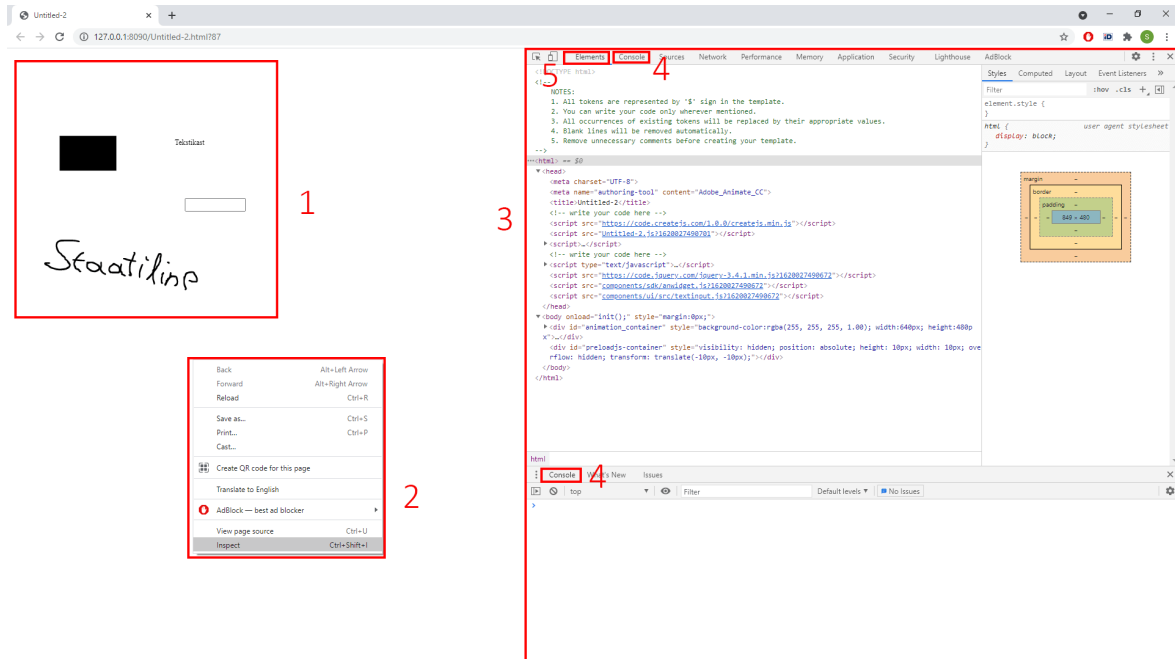 Untitled-2
127.0.0.1:8090/Untitled-2.html?87
S
Tekstikast
1
Staatiline
Back Alt+Left Arrow
Forward Alt+Right Arrow
Reload Ctrl+R
Save as... Ctrl+S
Print... Ctrl+P
Cast...
Create QR code for this page
Translate to English
AdBlock — best ad blocker
View page source Ctrl+U
Inspect Ctrl+Shift+I
2
3
Elements Console Sources Network Performance Memory Application Security Lighthouse AdBlock
5 4
<!DOCTYPE html>
<!--
NOTES:
1. All tokens are represented by '$' sign in the template.
2. You can write your code only wherever mentioned.
3. All occurrences of existing tokens will be replaced by their appropriate values.
4. Blank lines will be removed automatically.
5. Remove unnecessary comments before creating your template.
-->
<html> == $0
<head>
<meta charset="UTF-8">
<meta name="authoring-tool" content="Adobe_Animate_CC">
<title>Untitled-2</title>
<!-- write your code here -->
<script src="https://code.createjs.com/1.0.0/createjs.min.js"></script>
<script src="Untitled-2.js?1620027490701"></script>
<script>…</script>
<!-- write your code here -->
<script type="text/javascript">…</script>
<script src="https://code.jquery.com/jquery-3.4.1.min.js?1620027490672"></script>
<script src="components/sdk/anwidget.js?1620027490672"></script>
<script src="components/ui/src/textinput.js?1620027490672"></script>
</head>
<body onload="init();" style="margin:0px;">
<div id="animation_container" style="background-color:rgba(255, 255, 255, 1.00); width:640px; height:480p
x">…</div>
<div id="preloadjs-container" style="visibility: hidden; position: absolute; height: 10px; width: 10px; ove
rflow: hidden; transform: translate(-10px, -10px);"></div>
</body>
</html>
html
Styles Computed Layout Event Listeners »
Filter :hov .cls +
element.style {
}
html { user agent stylesheet
display: block;
}
margin –
border –
padding –
– – – 840 × 480 – – –
–
–
–
Console What's New Issues
4
top Filter Default levels No Issues
>